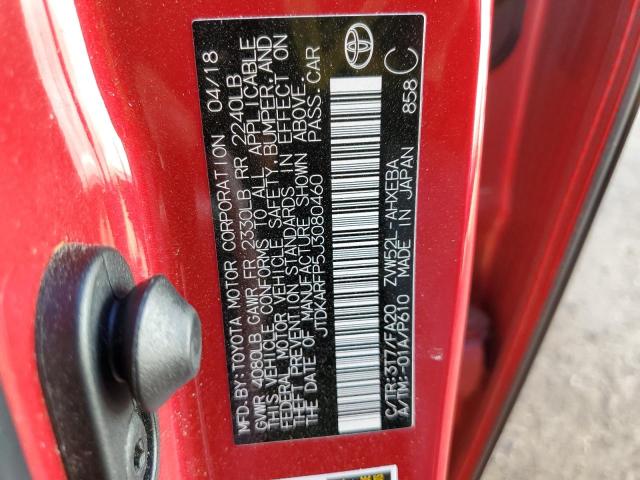 MFD.BY:TOYOTA MOTOR CORPORATION 04/18
GVWR 4080LB GAWR FR 2330LB RR 2240LB
THIS VEHICLE CONFORMS TO ALL APPLICABLE
FEDERAL MOTOR VEHICLE SAFETY, BUMPER, AND
THEFT PREVENTION STANDARDS IN EFFECT ON
THE DATE OF MANUFACTURE SHOWN ABOVE.
JTDKARFP5J3080460 PASS. CAR
C/TR:3T7/FA20 ZVW52L-AHXEBA
A/TM:-01A/P610 MADE IN JAPAN 858
C